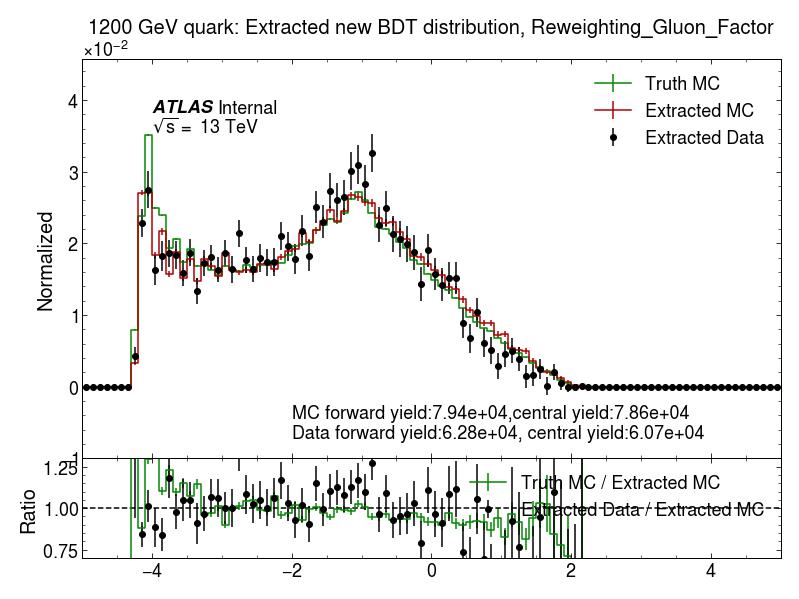 1200 GeV quark: Extracted new BDT distribution, Reweighting_Gluon_Factor
×10⁻²
ATLAS Internal
√s = 13 TeV
Truth MC
Extracted MC
Extracted Data
Normalized
4
3
2
1
0
MC forward yield:7.94e+04,central yield:7.86e+04
Data forward yield:6.28e+04, central yield:6.07e+04
Ratio
1.25
1.00
0.75
Truth MC / Extracted MC
Extracted Data / Extracted MC
−4 −2 0 2 4